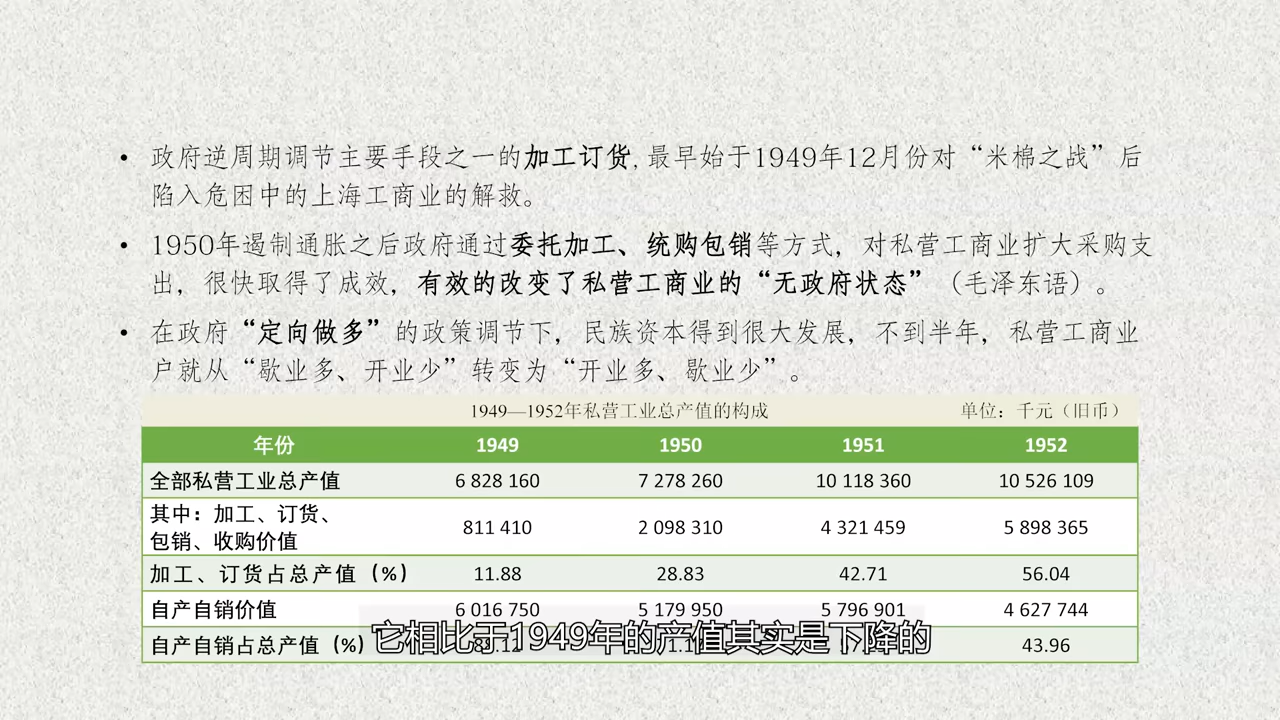 • 政府逆周期调节主要手段之一的加工订货,最早始于1949年12月份对“米棉之战”后
陷入危困中的上海工商业的解救。
• 1950年遏制通胀之后政府通过委托加工、统购包销等方式，对私营工商业扩大采购支
出，很快取得了成效，有效的改变了私营工商业的“无政府状态”（毛泽东语）。
• 在政府“定向做多”的政策调节下，民族资本得到很大发展，不到半年，私营工商业
户就从“歇业多、开业少”转变为“开业多、歇业少”。
1949—1952年私营工业总产值的构成 单位：千元（旧币）
年份 1949 1950 1951 1952
全部私营工业总产值 6 828 160 7 278 260 10 118 360 10 526 109
其中：加工、订货、
包销、收购价值 811 410 2 098 310 4 321 459 5 898 365
加工、订货占总产值（%） 11.88 28.83 42.71 56.04
自产自销价值 6 016 750 5 179 950 5 796 901 4 627 744
自产自销占总产值（%） 43.96
它相比于1949年的产值其实是下降的